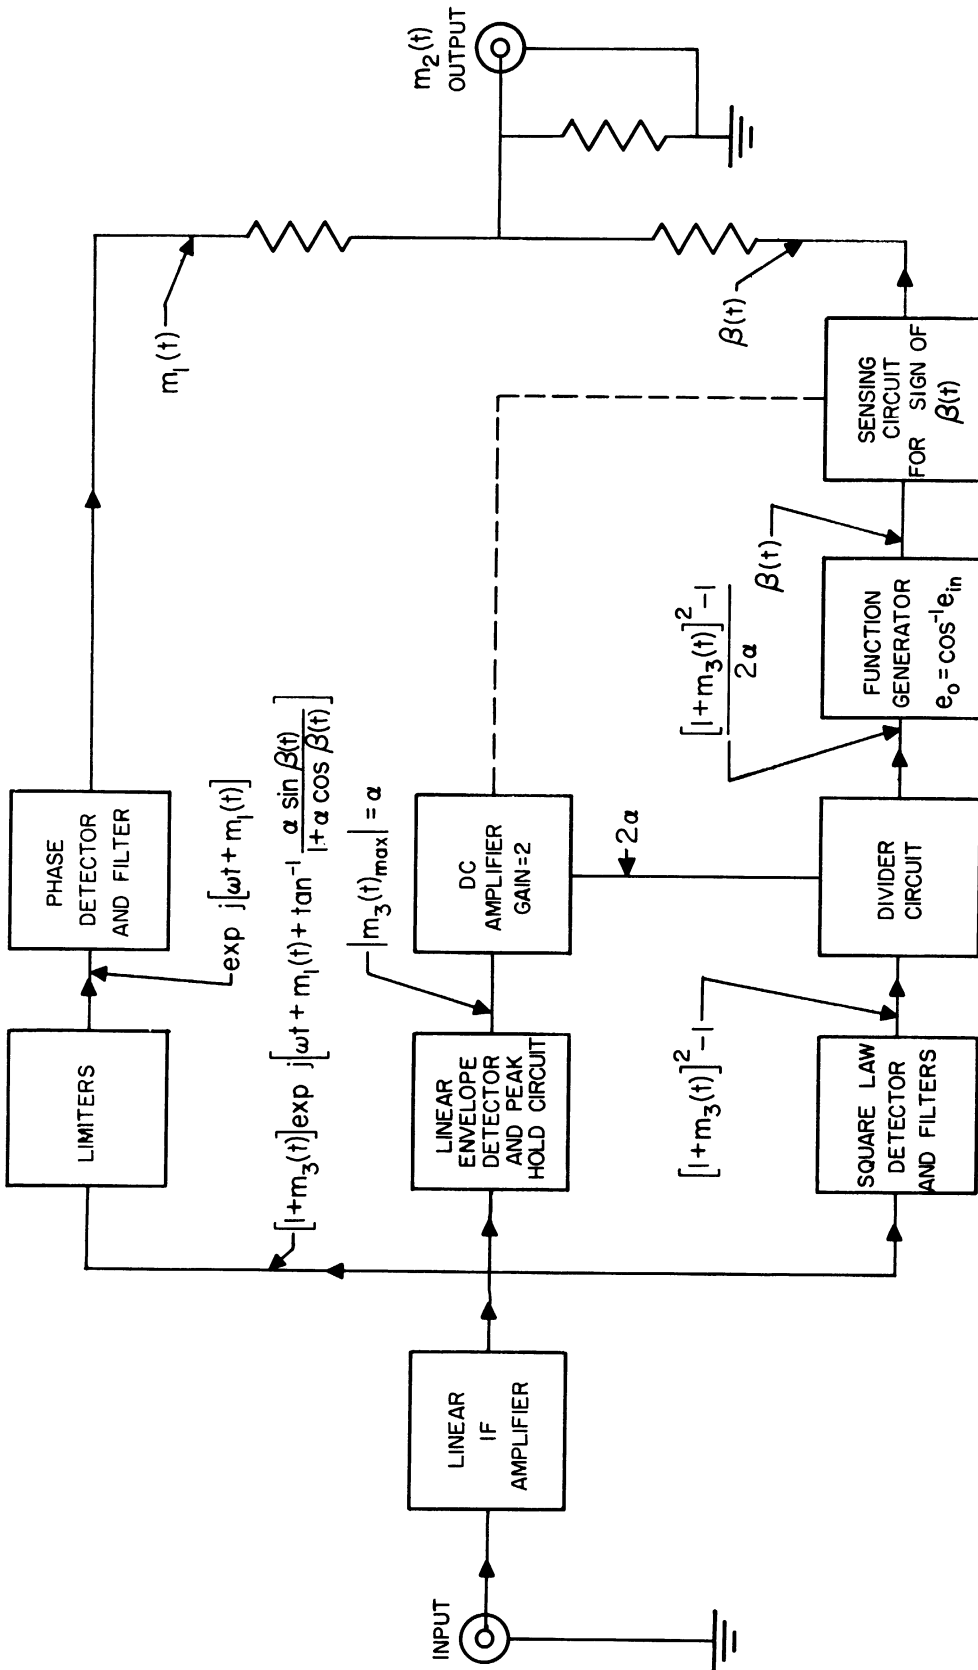 INPUT
LINEAR
IF
AMPLIFIER
[1+m₃(t)]exp j[ωt + m₁(t) + tan⁻¹ α sin β(t) / 1+α cos β(t)]
LIMITERS
exp j[ωt + m₁(t)]
PHASE
DETECTOR
AND FILTER
m₁(t)
LINEAR
ENVELOPE
DETECTOR
AND PEAK
HOLD CIRCUIT
|m₃(t)max| = α
DC
AMPLIFIER
GAIN=2
2α
SQUARE LAW
DETECTOR
AND FILTERS
[1+m₃(t)]²-1
DIVIDER
CIRCUIT
[1+m₃(t)]²-1
2α
FUNCTION
GENERATOR
e₀=cos⁻¹e_in
β(t)
SENSING
CIRCUIT
FOR SIGN OF
β(t)
β(t)
m₂(t)
OUTPUT